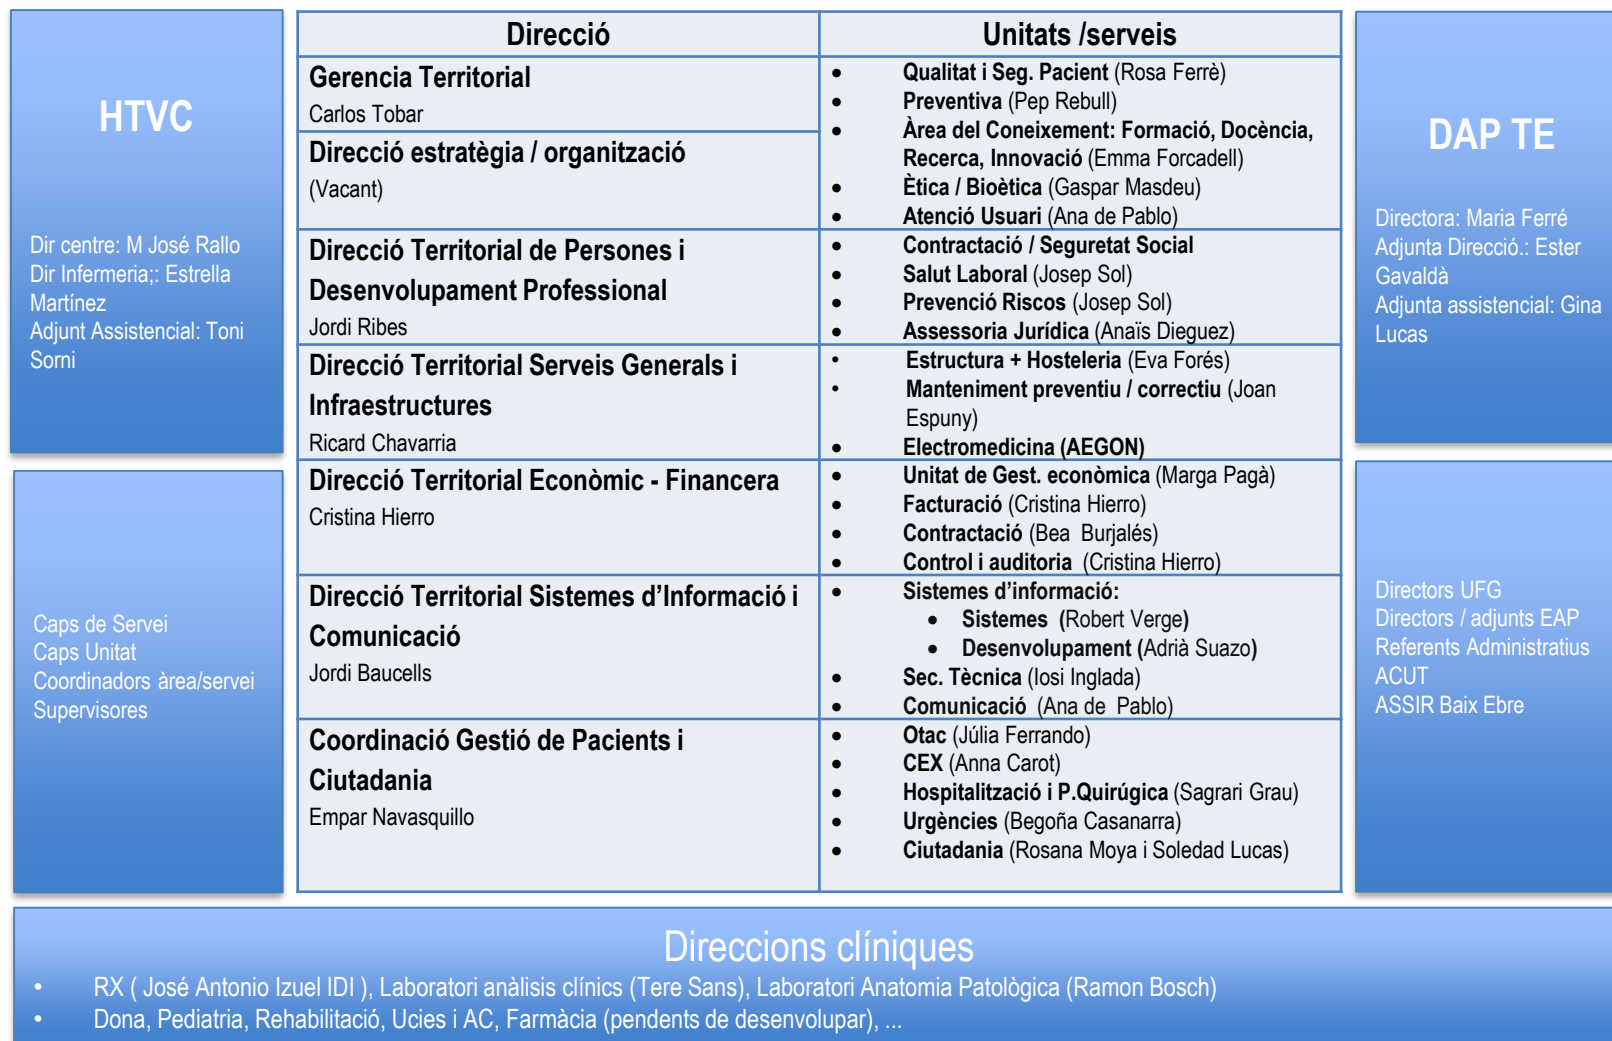 HTVC
Dir centre: M José Rallo
Dir Infermeria;: Estrella
Martínez
Adjunt Assistencial: Toni
Sorni
Caps de Servei
Caps Unitat
Coordinadors àrea/servei
Supervisores
Direcció
Unitats /serveis
Gerencia Territorial
Carlos Tobar
Direcció estratègia / organització
(Vacant)
• Qualitat i Seg. Pacient (Rosa Ferrè)
• Preventiva (Pep Rebull)
• Àrea del Coneixement: Formació, Docència,
Recerca, Innovació (Emma Forcadell)
• Ètica / Bioètica (Gaspar Masdeu)
• Atenció Usuari (Ana de Pablo)
Direcció Territorial de Persones i
Desenvolupament Professional
Jordi Ribes
• Contractació / Seguretat Social
• Salut Laboral (Josep Sol)
• Prevenció Riscos (Josep Sol)
• Assessoria Jurídica (Anaïs Dieguez)
Direcció Territorial Serveis Generals i
Infraestructures
Ricard Chavarria
• Estructura + Hosteleria (Eva Forés)
• Manteniment preventiu / correctiu (Joan
Espuny)
• Electromedicina (AEGON)
Direcció Territorial Econòmic - Financera
Cristina Hierro
• Unitat de Gest. econòmica (Marga Pagà)
• Facturació (Cristina Hierro)
• Contractació (Bea Burjalés)
• Control i auditoria (Cristina Hierro)
Direcció Territorial Sistemes d’Informació i
Comunicació
Jordi Baucells
• Sistemes d’informació:
• Sistemes (Robert Verge)
• Desenvolupament (Adrià Suazo)
• Sec. Tècnica (Iosi Inglada)
• Comunicació (Ana de Pablo)
Coordinació Gestió de Pacients i
Ciutadania
Empar Navasquillo
• Otac (Júlia Ferrando)
• CEX (Anna Carot)
• Hospitalització i P.Quirúgica (Sagrari Grau)
• Urgències (Begoña Casanarra)
• Ciutadania (Rosana Moya i Soledad Lucas)
DAP TE
Directora: Maria Ferré
Adjunta Direcció.: Ester
Gavaldà
Adjunta assistencial: Gina
Lucas
Directors UFG
Directors / adjunts EAP
Referents Administratius
ACUT
ASSIR Baix Ebre
Direccions clíniques
• RX ( José Antonio Izuel IDI ), Laboratori anàlisis clínics (Tere Sans), Laboratori Anatomia Patològica (Ramon Bosch)
• Dona, Pediatria, Rehabilitació, Ucies i AC, Farmàcia (pendents de desenvolupar), ...